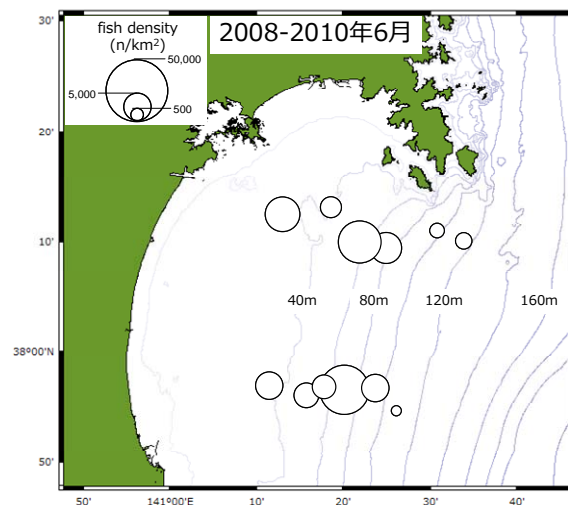 fish density
(n/km²)
50,000
5,000
500
2008-2010年6月
30'
20'
10'
38°00'N
50'
40m
80m
120m
160m
50'
141°00'E
10'
20'
30'
40'